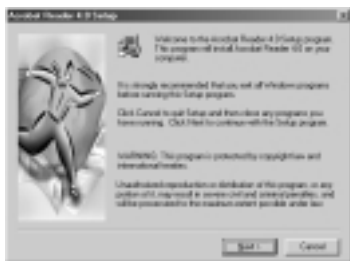 Acrobat Reader 4.0 Setup
Welcome to the Acrobat Reader 4.0 Setup program.
This program will install Acrobat Reader 4.0 on your
computer.
It is strongly recommended that you exit all Windows programs
before running this Setup program.
Click Cancel to quit Setup and then close any programs you
have running. Click Next to continue with the Setup program.
WARNING: This program is protected by copyright law and
international treaties.
Unauthorized reproduction or distribution of this program, or any
portion of it, may result in severe civil and criminal penalties, and
will be prosecuted to the maximum extent possible under law.
Next >
Cancel